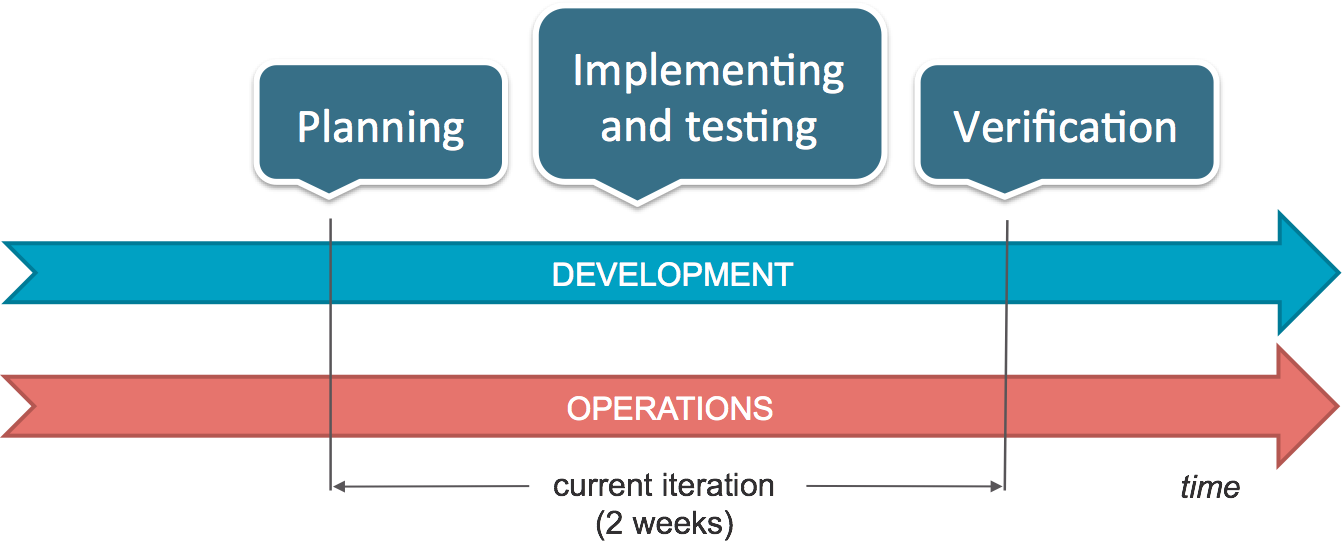 Planning
Implementing
and testing
Verification
DEVELOPMENT
OPERATIONS
current iteration
(2 weeks)
time